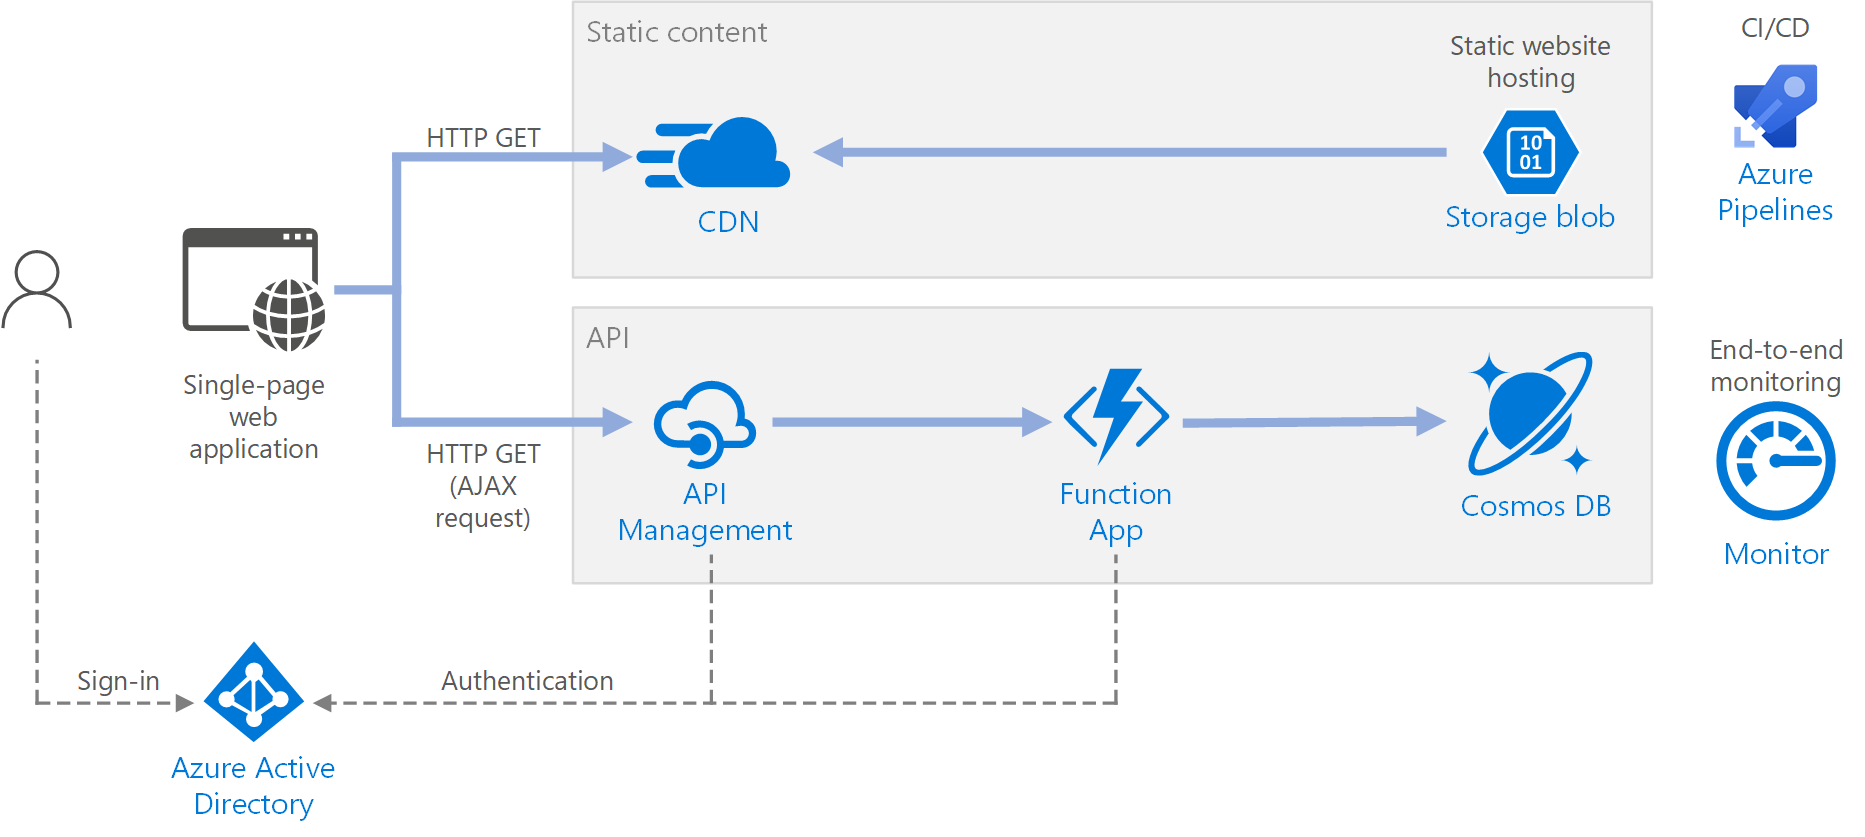 Static content
Static website
hosting
10
01
HTTP GET
CDN
Storage blob
CI/CD
Azure
Pipelines
Single-page
web
application
API
HTTP GET
(AJAX
request)
API
Management
Function
App
Cosmos DB
End-to-end
monitoring
Monitor
Sign-in
Authentication
Azure Active
Directory